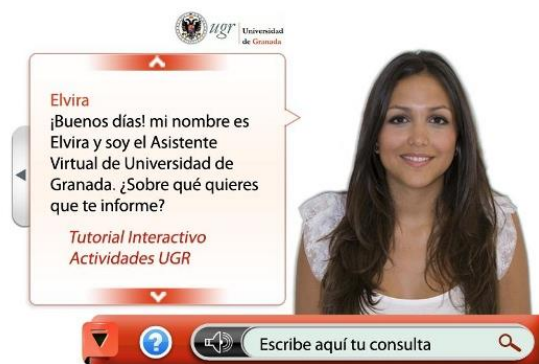 ugr
Universidad
de Granada
Elvira
¡Buenos días! mi nombre es
Elvira y soy el Asistente
Virtual de Universidad de
Granada. ¿Sobre qué quieres
que te informe?
Tutorial Interactivo
Actividades UGR
?
Escribe aquí tu consulta